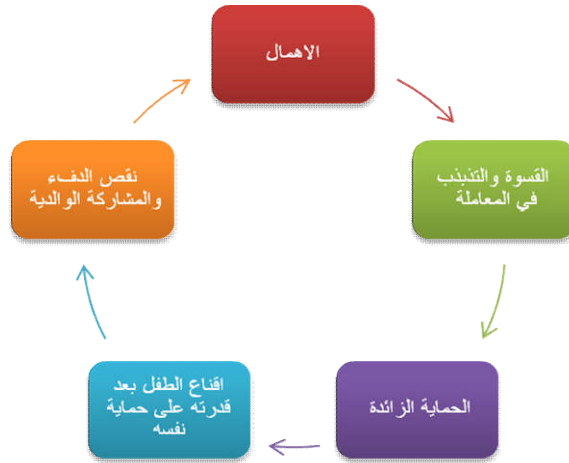 الاهمال
القسوة والتذبذب
في المعاملة
الحماية الزائدة
اقناع الطفل بعد
قدرته على حماية
نفسه
نقص الدفء
والمشاركة الوالدية